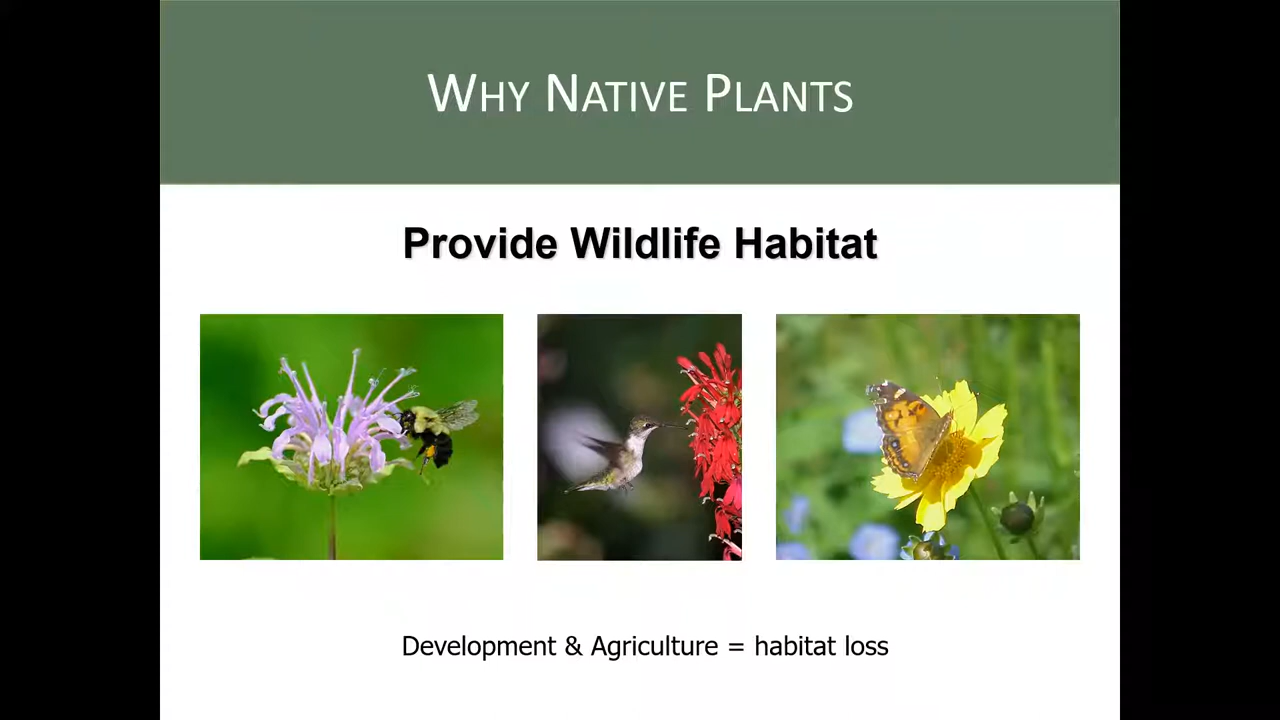 Why Native Plants
Provide Wildlife Habitat
Development & Agriculture = habitat loss